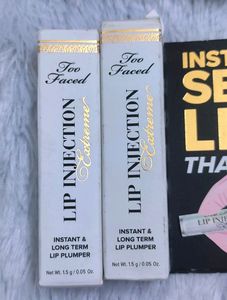 Too
Faced
LIP INJECTION
Extreme
INSTANT &
LONG TERM
LIP PLUMPER
Net Wt. 1.5 g / 0.05 Oz.
Too
Faced
LIP INJECTION
Extreme
INSTANT &
LONG TERM
LIP PLUMPER
Net Wt. 1.5 g / 0.05 Oz.
INST
SE
LI
THA
LIP INJE